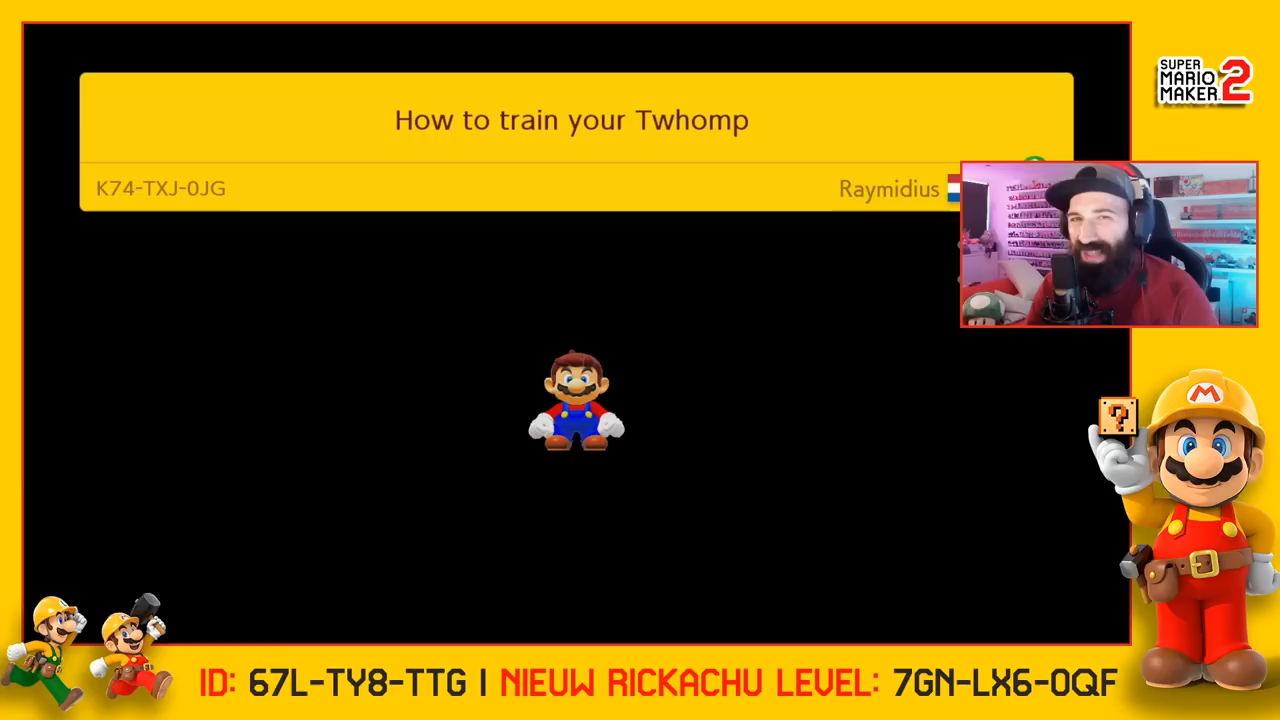 How to train your Twhomp
K74-TXJ-0JG
Raymidius
SUPER
MARIO
MAKER 2
M
?
ID: 67L-TY8-TTG | NIEUW RICKACHU LEVEL: 7GN-LX6-0QF